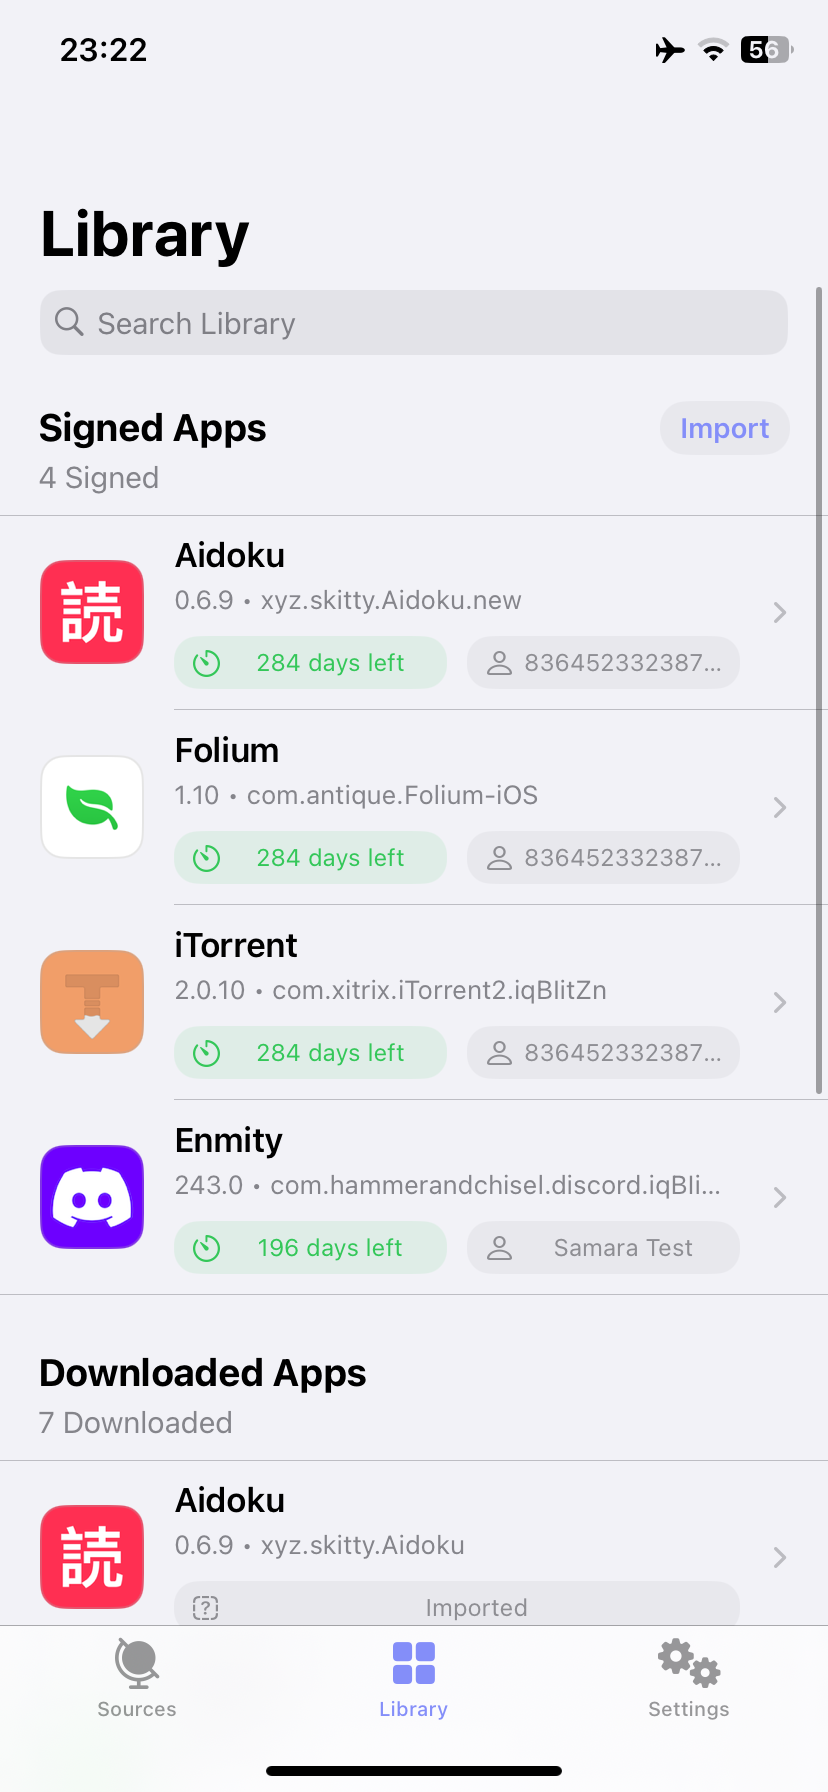 23:22
56
Library
Search Library
Signed Apps
Import
4 Signed
読
Aidoku
0.6.9 • xyz.skitty.Aidoku.new
284 days left
836452332387...
Folium
1.10 • com.antique.Folium-iOS
284 days left
836452332387...
iTorrent
2.0.10 • com.xitrix.iTorrent2.iqBlitZn
284 days left
836452332387...
Enmity
243.0 • com.hammerandchisel.discord.iqBli...
196 days left
Samara Test
Downloaded Apps
7 Downloaded
読
Aidoku
0.6.9 • xyz.skitty.Aidoku
Imported
Sources
Library
Settings